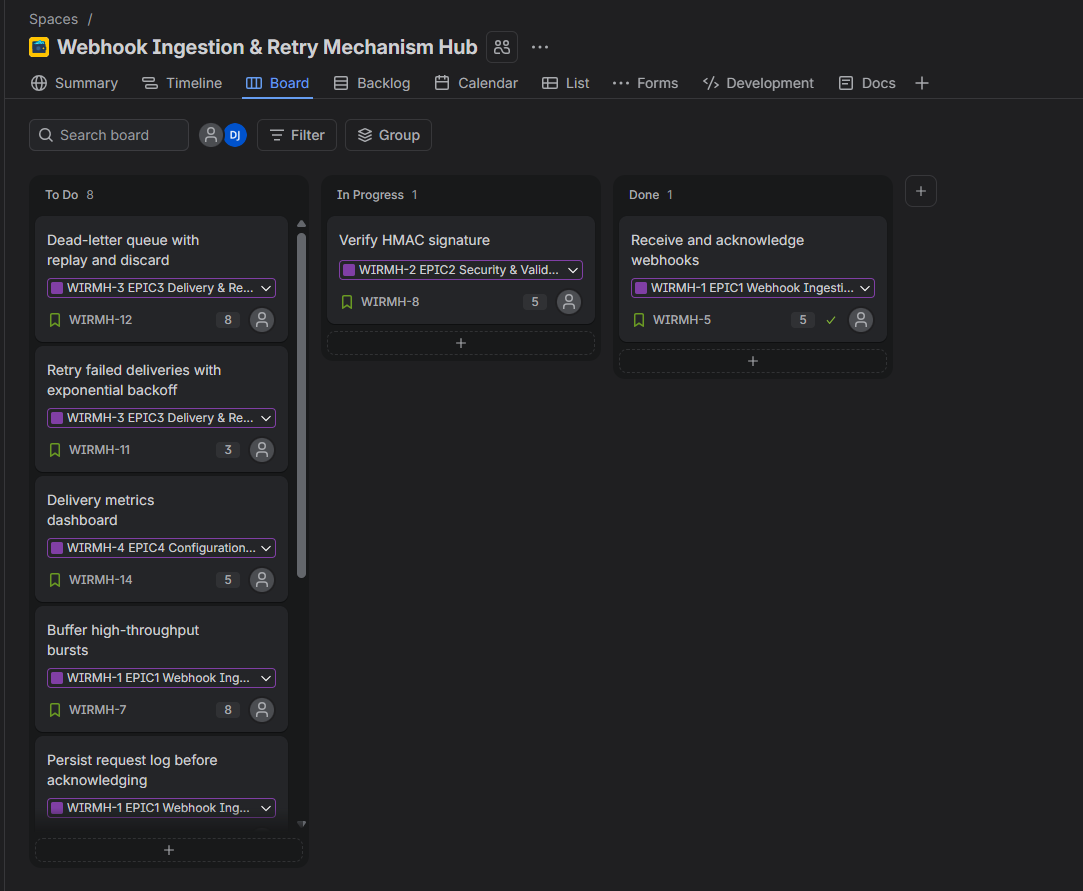 Spaces /
Webhook Ingestion & Retry Mechanism Hub
Summary Timeline Board Backlog Calendar List Forms Development Docs
Search board DJ Filter Group
To Do 8
Dead-letter queue with
replay and discard
WIRMH-3 EPIC3 Delivery & Re...
WIRMH-12 8
Retry failed deliveries with
exponential backoff
WIRMH-3 EPIC3 Delivery & Re...
WIRMH-11 3
Delivery metrics
dashboard
WIRMH-4 EPIC4 Configuration...
WIRMH-14 5
Buffer high-throughput
bursts
WIRMH-1 EPIC1 Webhook Ing...
WIRMH-7 8
Persist request log before
acknowledging
WIRMH-1 EPIC1 Webhook Ing...
In Progress 1
Verify HMAC signature
WIRMH-2 EPIC2 Security & Valid...
WIRMH-8 5
Done 1
Receive and acknowledge
webhooks
WIRMH-1 EPIC1 Webhook Ingesti...
WIRMH-5 5